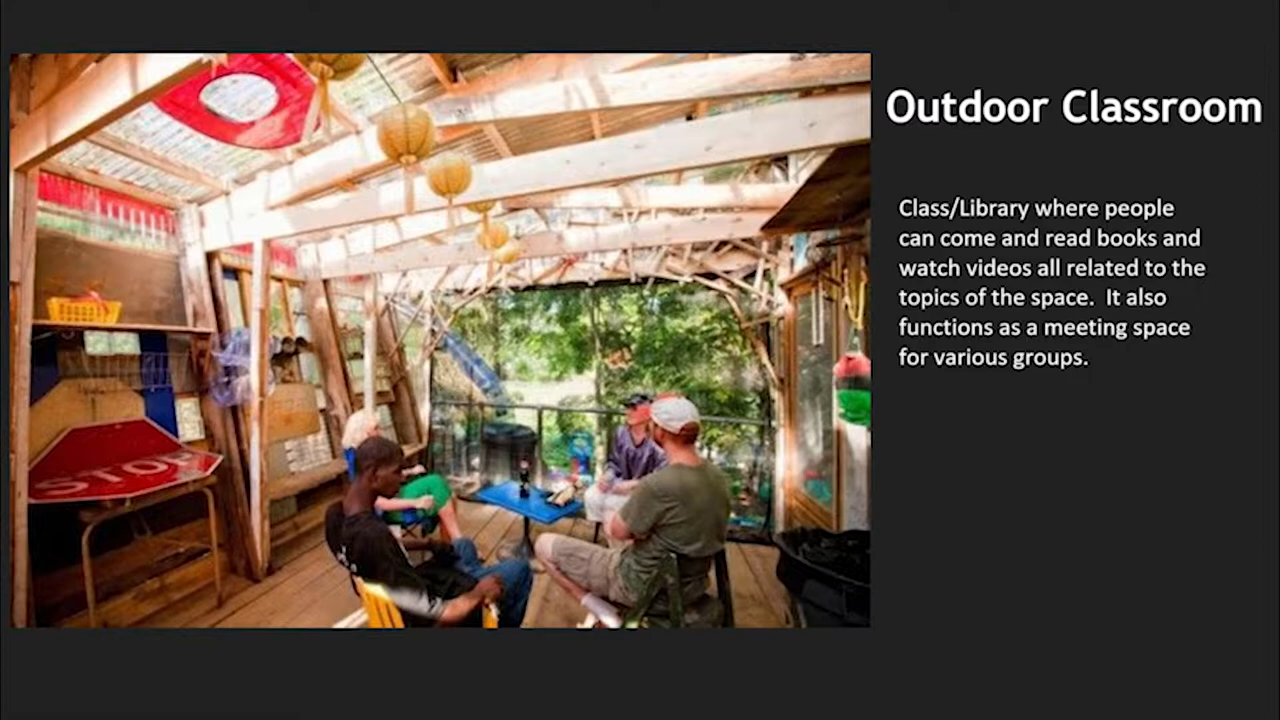 Outdoor Classroom
Class/Library where people
can come and read books and
watch videos all related to the
topics of the space.  It also
functions as a meeting space
for various groups.
STOP